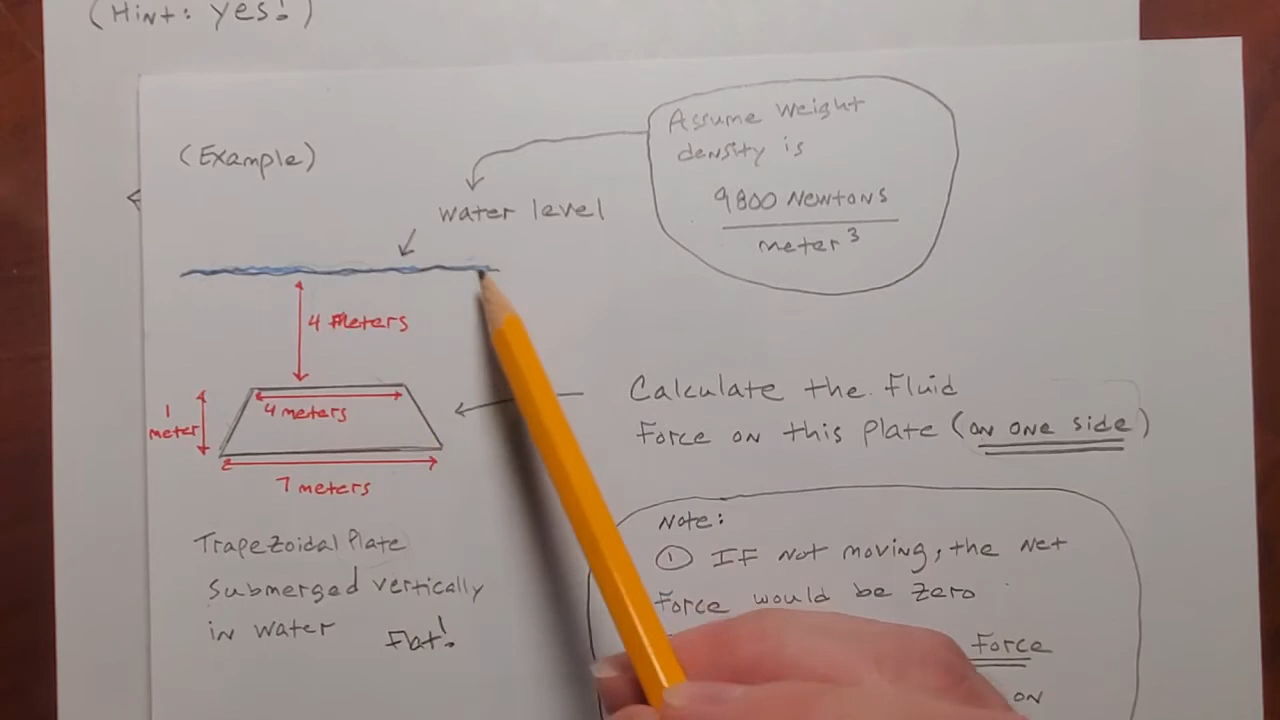 (Hint: yes!)
(Example)
Assume weight
density is
9800 Newtons
meter³
water level
4 meters
4 meters
1
meter
7 meters
Calculate the fluid
Force on this plate (on one side)
Trapezoidal Plate
submerged vertically
in water
Flat!
Note:
① If not moving, the net
Force would be zero
Force
on